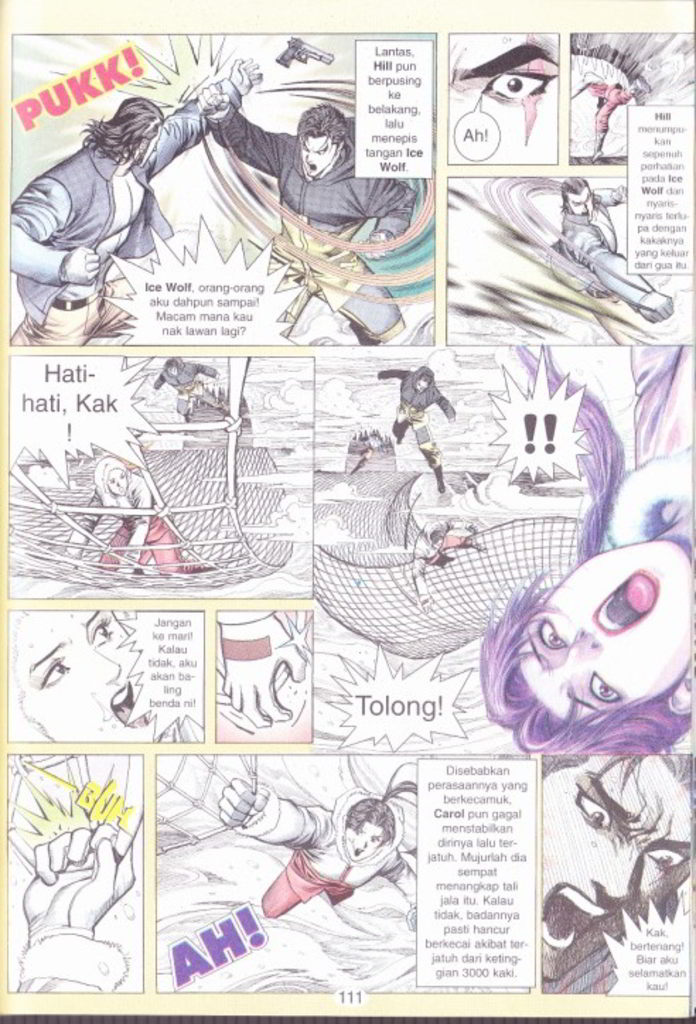 PUKK!
Lantas,
Hill pun
berpusing
ke
belakang,
lalu
menepis
tangan Ice
Wolf.
Ice Wolf, orang-orang
aku dahpun sampai!
Macam mana kau
nak lawan lagi?
Ah!
Hill
menumpu-
kan
sepenuh
perhatian
pada Ice
Wolf dan
nyaris-
nyaris terlu-
pa dengan
kakaknya
yang keluar
dari gua itu.
Hati-
hati, Kak
!
!!
Tolong!
Jangan
ke mari!
Kalau
tidak, aku
akan ba-
ling
benda ni!
BUM
AH!
Disebabkan
perasaannya yang
berkecamuk,
Carol pun gagal
menstabilkan
dirinya lalu ter-
jatuh. Mujurlah dia
sempat
menangkap tali
jala itu. Kalau
tidak, badannya
pasti hancur
berkecai akibat ter-
jatuh dari keting-
gian 3000 kaki.
Kak,
bertenang!
Biar aku
selamatkan
kau!
111